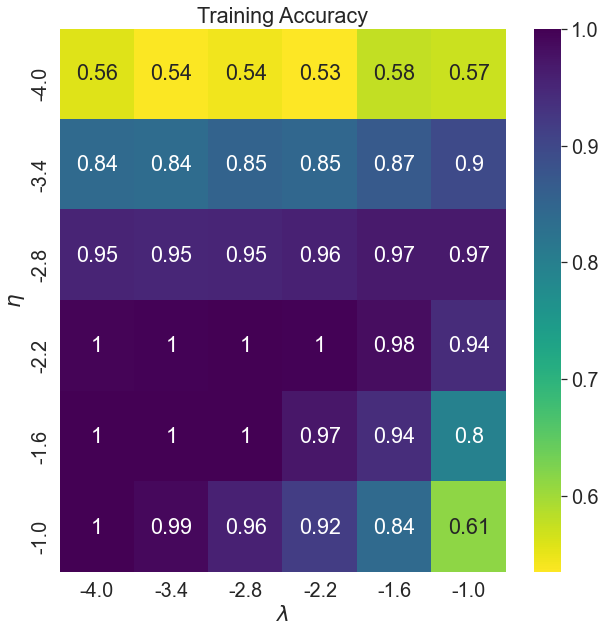 Training Accuracy
-4.0 0.56 0.54 0.54 0.53 0.58 0.57
-3.4 0.84 0.84 0.85 0.85 0.87 0.9
-2.8 0.95 0.95 0.95 0.96 0.97 0.97
-2.2 1 1 1 1 0.98 0.94
-1.6 1 1 1 0.97 0.94 0.8
-1.0 1 0.99 0.96 0.92 0.84 0.61
η
-4.0 -3.4 -2.8 -2.2 -1.6 -1.0
λ
1.0
0.9
0.8
0.7
0.6